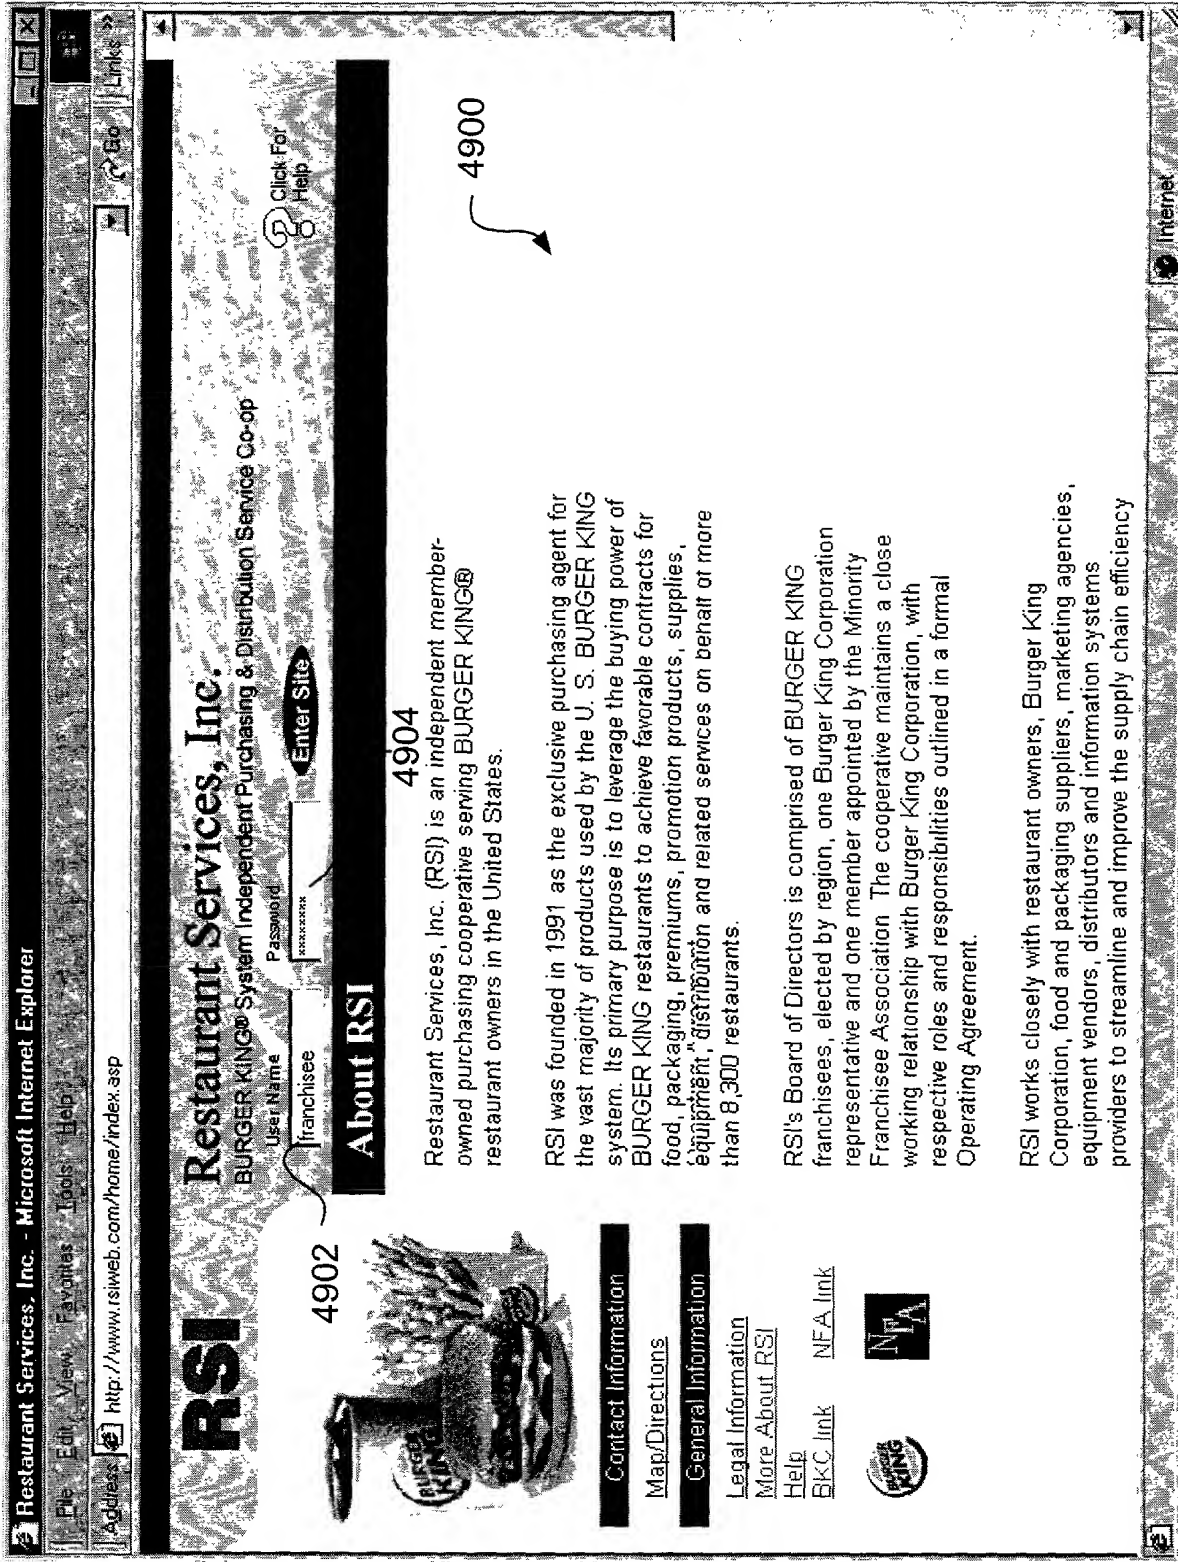 Restaurant Services, Inc. - Microsoft Internet Explorer
File Edit View Favorites Tools Help
Address http://www.rsiweb.com/home/index.asp Go Links »
RSI
Restaurant Services, Inc.
BURGER KING® System Independent Purchasing & Distribution Service Co-op
User Name Password
franchisee xxxxxxxx Enter Site
Click For
Help
About RSI
4902
4904
4900
BURGER
KING
Contact Information
Map/Directions
General Information
Legal Information
More About RSI
Help
BKC link NFA link
BURGER
KING
NFA
Restaurant Services, Inc. (RSI) is an independent member-
owned purchasing cooperative serving BURGER KING®
restaurant owners in the United States.
RSI was founded in 1991 as the exclusive purchasing agent for
the vast majority of products used by the U. S. BURGER KING
system. Its primary purpose is to leverage the buying power of
BURGER KING restaurants to achieve favorable contracts for
food, packaging, premiums, promotion products, supplies,
equipment, distribution and related services on behalf of more
than 8,300 restaurants.
RSI's Board of Directors is comprised of BURGER KING
franchisees, elected by region, one Burger King Corporation
representative and one member appointed by the Minority
Franchisee Association. The cooperative maintains a close
working relationship with Burger King Corporation, with
respective roles and responsibilities outlined in a formal
Operating Agreement.
RSI works closely with restaurant owners, Burger King
Corporation, food and packaging suppliers, marketing agencies,
equipment vendors, distributors and information systems
providers to streamline and improve the supply chain efficiency
Internet